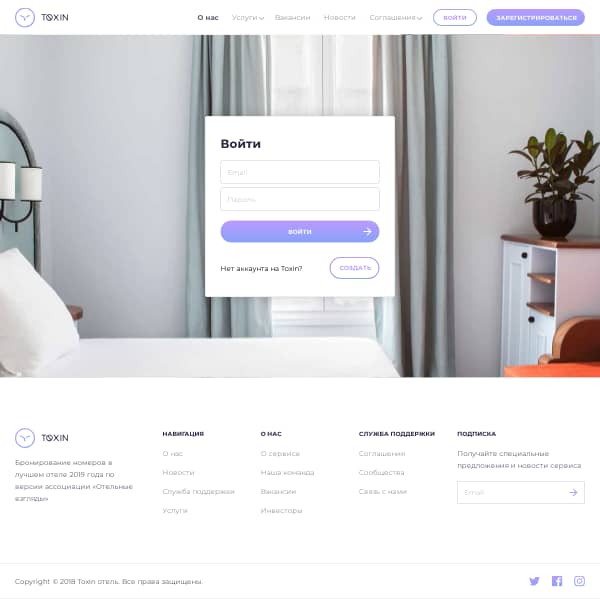 TOXIN
О нас
Услуги
Вакансии
Новости
Соглашения
ВОЙТИ
ЗАРЕГИСТРИРОВАТЬСЯ
Войти
Email
Пароль
ВОЙТИ
Нет аккаунта на Toxin?
СОЗДАТЬ
TOXIN
Бронирование номеров в
лучшем отеле 2019 года по
версии ассоциации «Отельные
взгляды»
НАВИГАЦИЯ
О нас
Новости
Служба поддержки
Услуги
О НАС
О сервисе
Наша команда
Вакансии
Инвесторы
СЛУЖБА ПОДДЕРЖКИ
Соглашения
Сообщества
Связь с нами
ПОДПИСКА
Получайте специальные
предложения и новости сервиса
Email
Copyright © 2018 Toxin отель. Все права защищены.